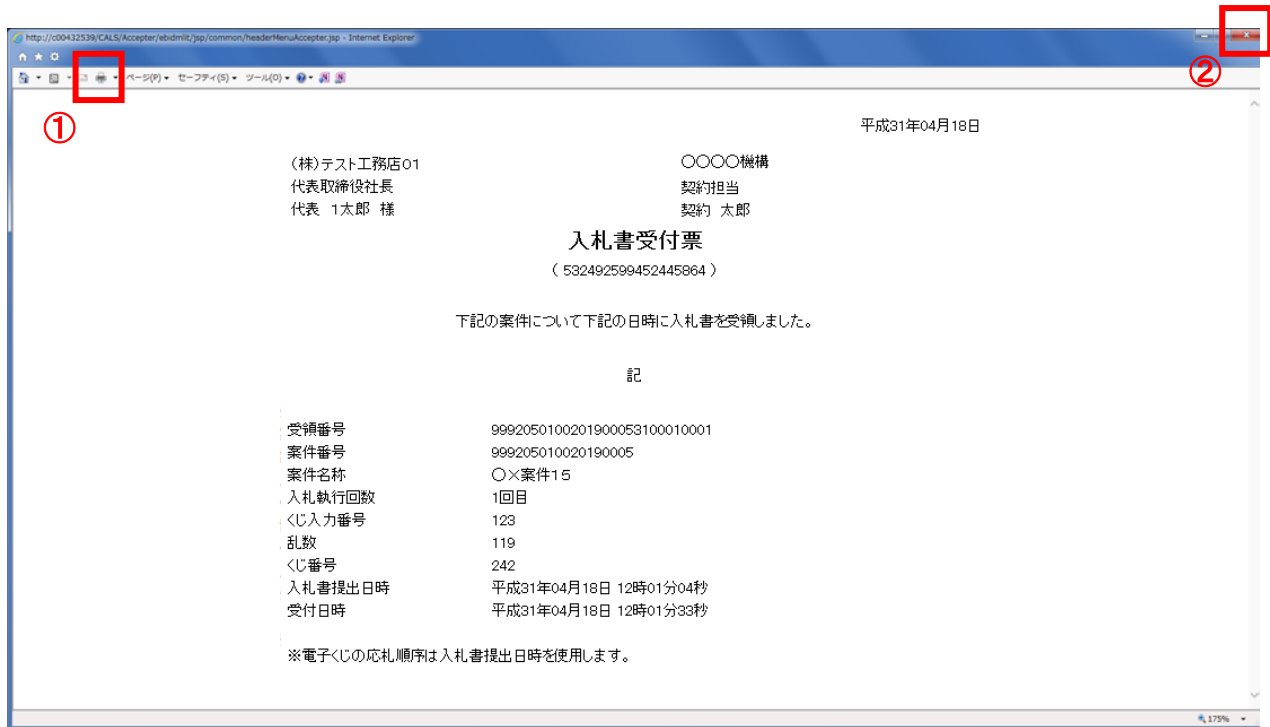 http://c00432539/CALS/Accepter/ebidmlit/jsp/common/headerMenuAccepter.jsp - Internet Explorer
②
ページ(P) セーフティ(S) ツール(O)
①
平成31年04月18日
(株)テスト工務店01 〇〇〇〇機構
代表取締役社長 契約担当
代表 1太郎 様 契約 太郎
入札書受付票
( 532492599452445864 )
下記の案件について下記の日時に入札書を受領しました。
記
受領番号 9992050100201900053100010001
案件番号 999205010020190005
案件名称 〇×案件15
入札執行回数 1回目
くじ入力番号 123
乱数 119
くじ番号 242
入札書提出日時 平成31年04月18日 12時01分04秒
受付日時 平成31年04月18日 12時01分33秒
※電子くじの応札順序は入札書提出日時を使用します。
175%